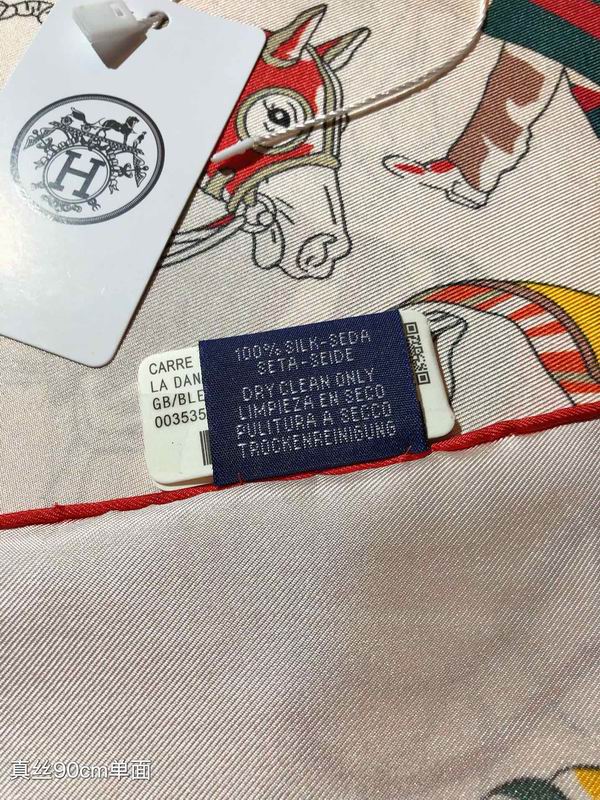 H
CARRE
LA DAN
GB/BLE
003535
100% SILK-SEDA
SETA-SEIDE
DRY CLEAN ONLY
LIMPIEZA EN SECO
PULITURA A SECCO
TROCKENREINIGUNG
真丝90cm单面